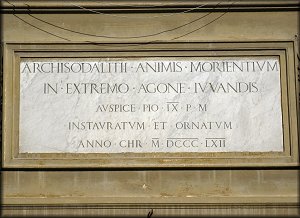 ARCHISODALITII · ANIMIS · MORIENTIVM
IN · EXTREMO · AGONE · IVVANDIS
AVSPICE · PIO · IX · P · M
INSTAVRATVM · ET · ORNATVM
ANNO · CHR · M · DCCC · LXII